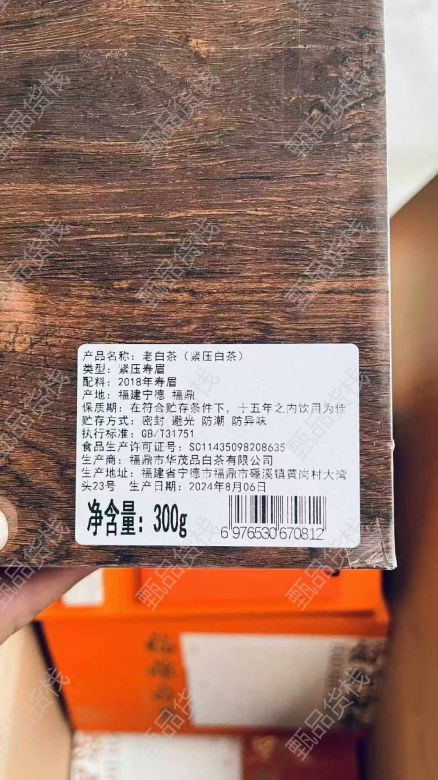 产品名称：老白茶（紧压白茶）
类型：紧压寿眉
配料：2018年寿眉
产地：福建宁德 福鼎
保质期：在符合贮存条件下，十五年之内饮用为佳
贮存方式：密封 避光 防潮 防异味
执行标准：GB/T31751
食品生产许可证号：SC11435098208635
生产商：福鼎市华茂品白茶有限公司
生产地址：福建省宁德市福鼎市磻溪镇黄岗村大湾
头23号 生产日期：2024年8月06日
净含量：300g
6 976530 670812
甄品货栈